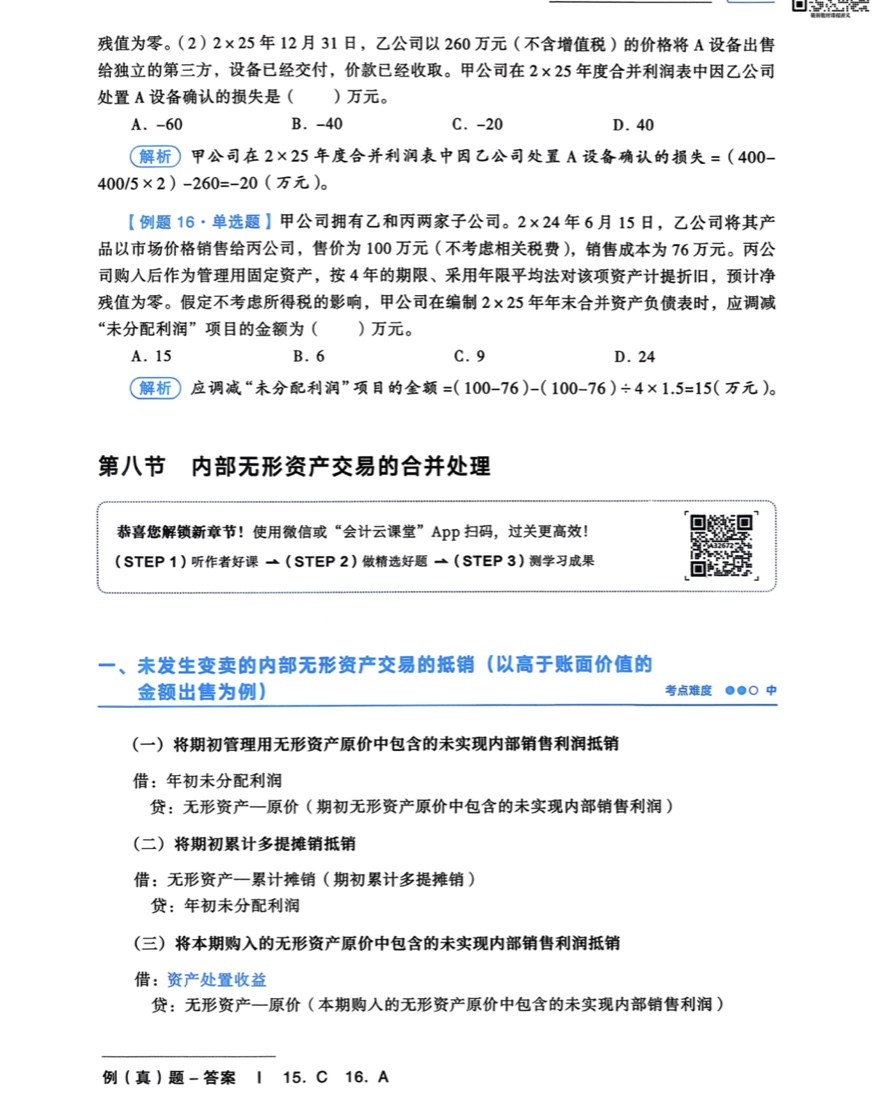 残值为零。（2）2×25年12月31日，乙公司以260万元（不含增值税）的价格将A设备出售
给独立的第三方，设备已经交付，价款已经收取。甲公司在2×25年度合并利润表中因乙公司
处置A设备确认的损失是（　　）万元。
A. -60　B. -40　C. -20　D. 40
解析 甲公司在2×25年度合并利润表中因乙公司处置A设备确认的损失=（400-
400/5×2）-260=-20（万元）。
【例题16·单选题】甲公司拥有乙和丙两家子公司。2×24年6月15日，乙公司将其产
品以市场价格销售给丙公司，售价为100万元（不考虑相关税费），销售成本为76万元。丙公
司购入后作为管理用固定资产，按4年的期限、采用年限平均法对该项资产计提折旧，预计净
残值为零。假定不考虑所得税的影响，甲公司在编制2×25年年末合并资产负债表时，应调减
“未分配利润”项目的金额为（　　）万元。
A. 15　B. 6　C. 9　D. 24
解析 应调减“未分配利润”项目的金额=（100-76）-（100-76）÷4×1.5=15（万元）。
第八节　内部无形资产交易的合并处理
恭喜您解锁新章节！使用微信或“会计云课堂”App扫码，过关更高效！
（STEP 1）听作者好课→（STEP 2）做精选好题→（STEP 3）测学习成果
一、未发生变卖的内部无形资产交易的抵销（以高于账面价值的
金额出售为例）
考点难度 ●●○ 中
（一）将期初管理用无形资产原价中包含的未实现内部销售利润抵销
借：年初未分配利润
贷：无形资产—原价（期初无形资产原价中包含的未实现内部销售利润）
（二）将期初累计多提摊销抵销
借：无形资产—累计摊销（期初累计多提摊销）
贷：年初未分配利润
（三）将本期购入的无形资产原价中包含的未实现内部销售利润抵销
借：资产处置收益
贷：无形资产—原价（本期购入的无形资产原价中包含的未实现内部销售利润）
例（真）题-答案 | 15. C 16. A